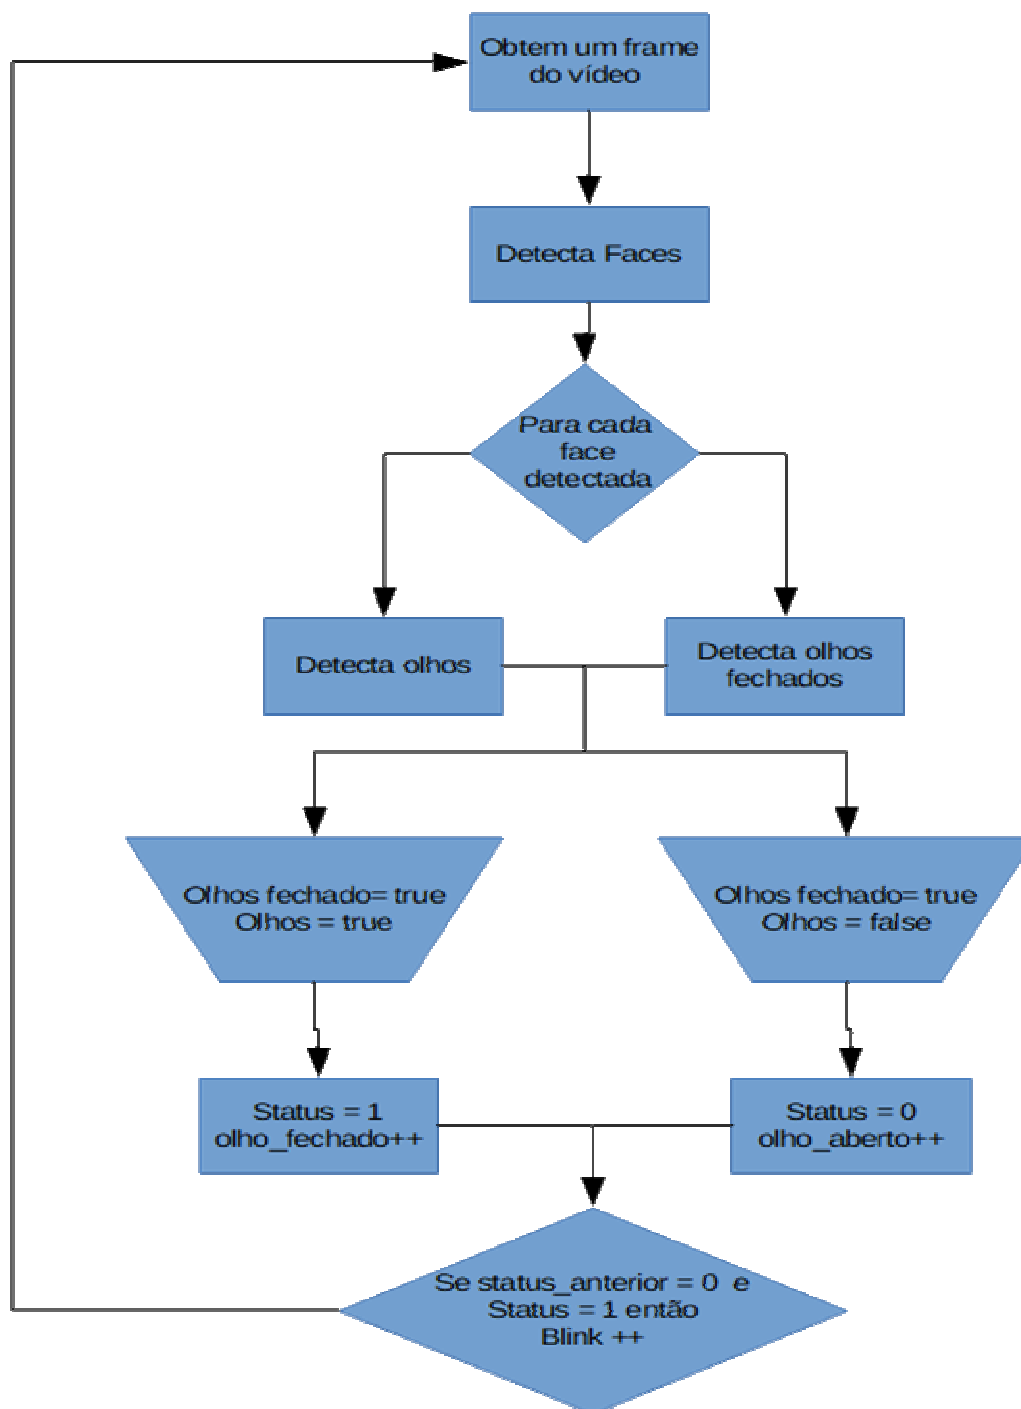 Obtem um frame
do vídeo
Detecta Faces
Para cada
face
detectada
Detecta olhos
Detecta olhos
fechados
Olhos fechado= true
Olhos = true
Olhos fechado= true
Olhos = false
Status = 1
olho_fechado++
Status = 0
olho_aberto++
Se status_anterior = 0 e
Status = 1 então
Blink ++